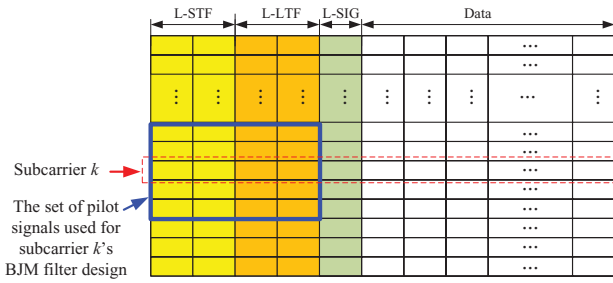 L-STF L-LTF L-SIG Data
...
...
⋮ ⋮ ⋮ ⋮ ⋮ ⋮ ⋮ ⋮ ... ⋮
...
...
Subcarrier k
...
The set of pilot
...
signals used for
...
subcarrier k's
...
BJM filter design
...
...